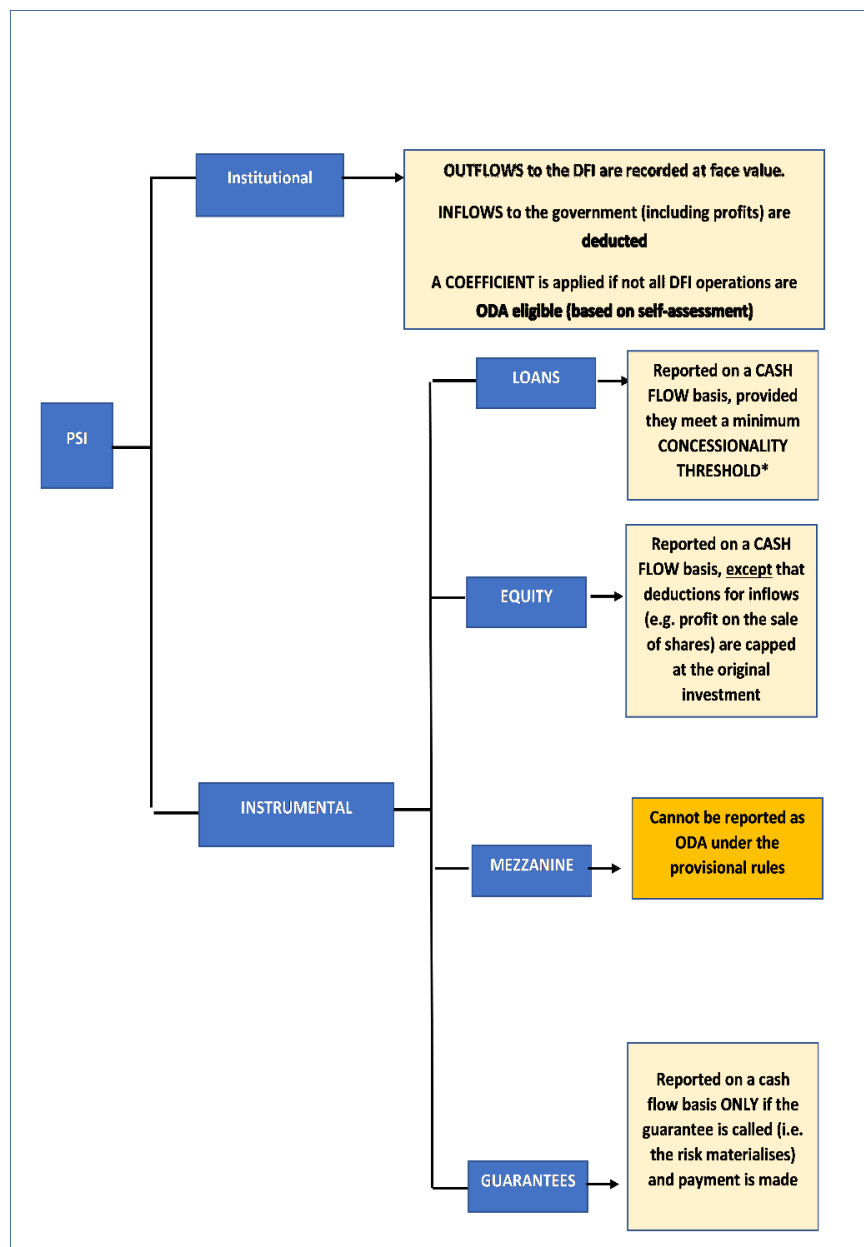 Institutional
OUTFLOWS to the DFI are recorded at face value.
INFLOWS to the government (including profits) are
deducted
A COEFFICIENT is applied if not all DFI operations are
ODA eligible (based on self-assessment)
PSI
LOANS
Reported on a CASH
FLOW basis, provided
they meet a minimum
CONCESSIONALITY
THRESHOLD*
EQUITY
Reported on a CASH
FLOW basis, except that
deductions for inflows
(e.g. profit on the sale
of shares) are capped
at the original
investment
INSTRUMENTAL
MEZZANINE
Cannot be reported as
ODA under the
provisional rules
GUARANTEES
Reported on a cash
flow basis ONLY if the
guarantee is called (i.e.
the risk materialises)
and payment is made